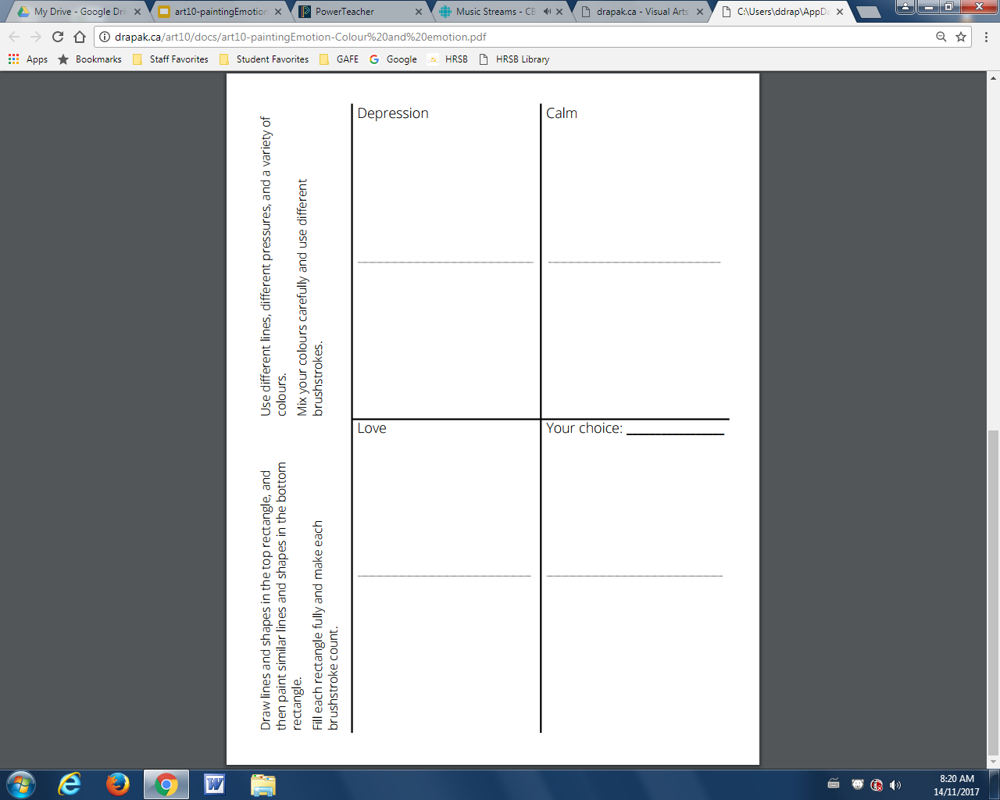 My Drive - Google Dri
art10-paintingEmotion
PowerTeacher
Music Streams - CB
drapak.ca - Visual Arts
C:\Users\ddrap\AppDa
drapak.ca/art10/docs/art10-paintingEmotion-Colour%20and%20emotion.pdf
Apps
Bookmarks
Staff Favorites
Student Favorites
GAFE
Google
HRSB
HRSB Library
Use different lines, different pressures, and a variety of
colours.
Mix your colours carefully and use different
brushstrokes.
Depression
Calm
Draw lines and shapes in the top rectangle, and
then paint similar lines and shapes in the bottom
rectangle.
Fill each rectangle fully and make each
brushstroke count.
Love
Your choice: ______________
8:20 AM
14/11/2017